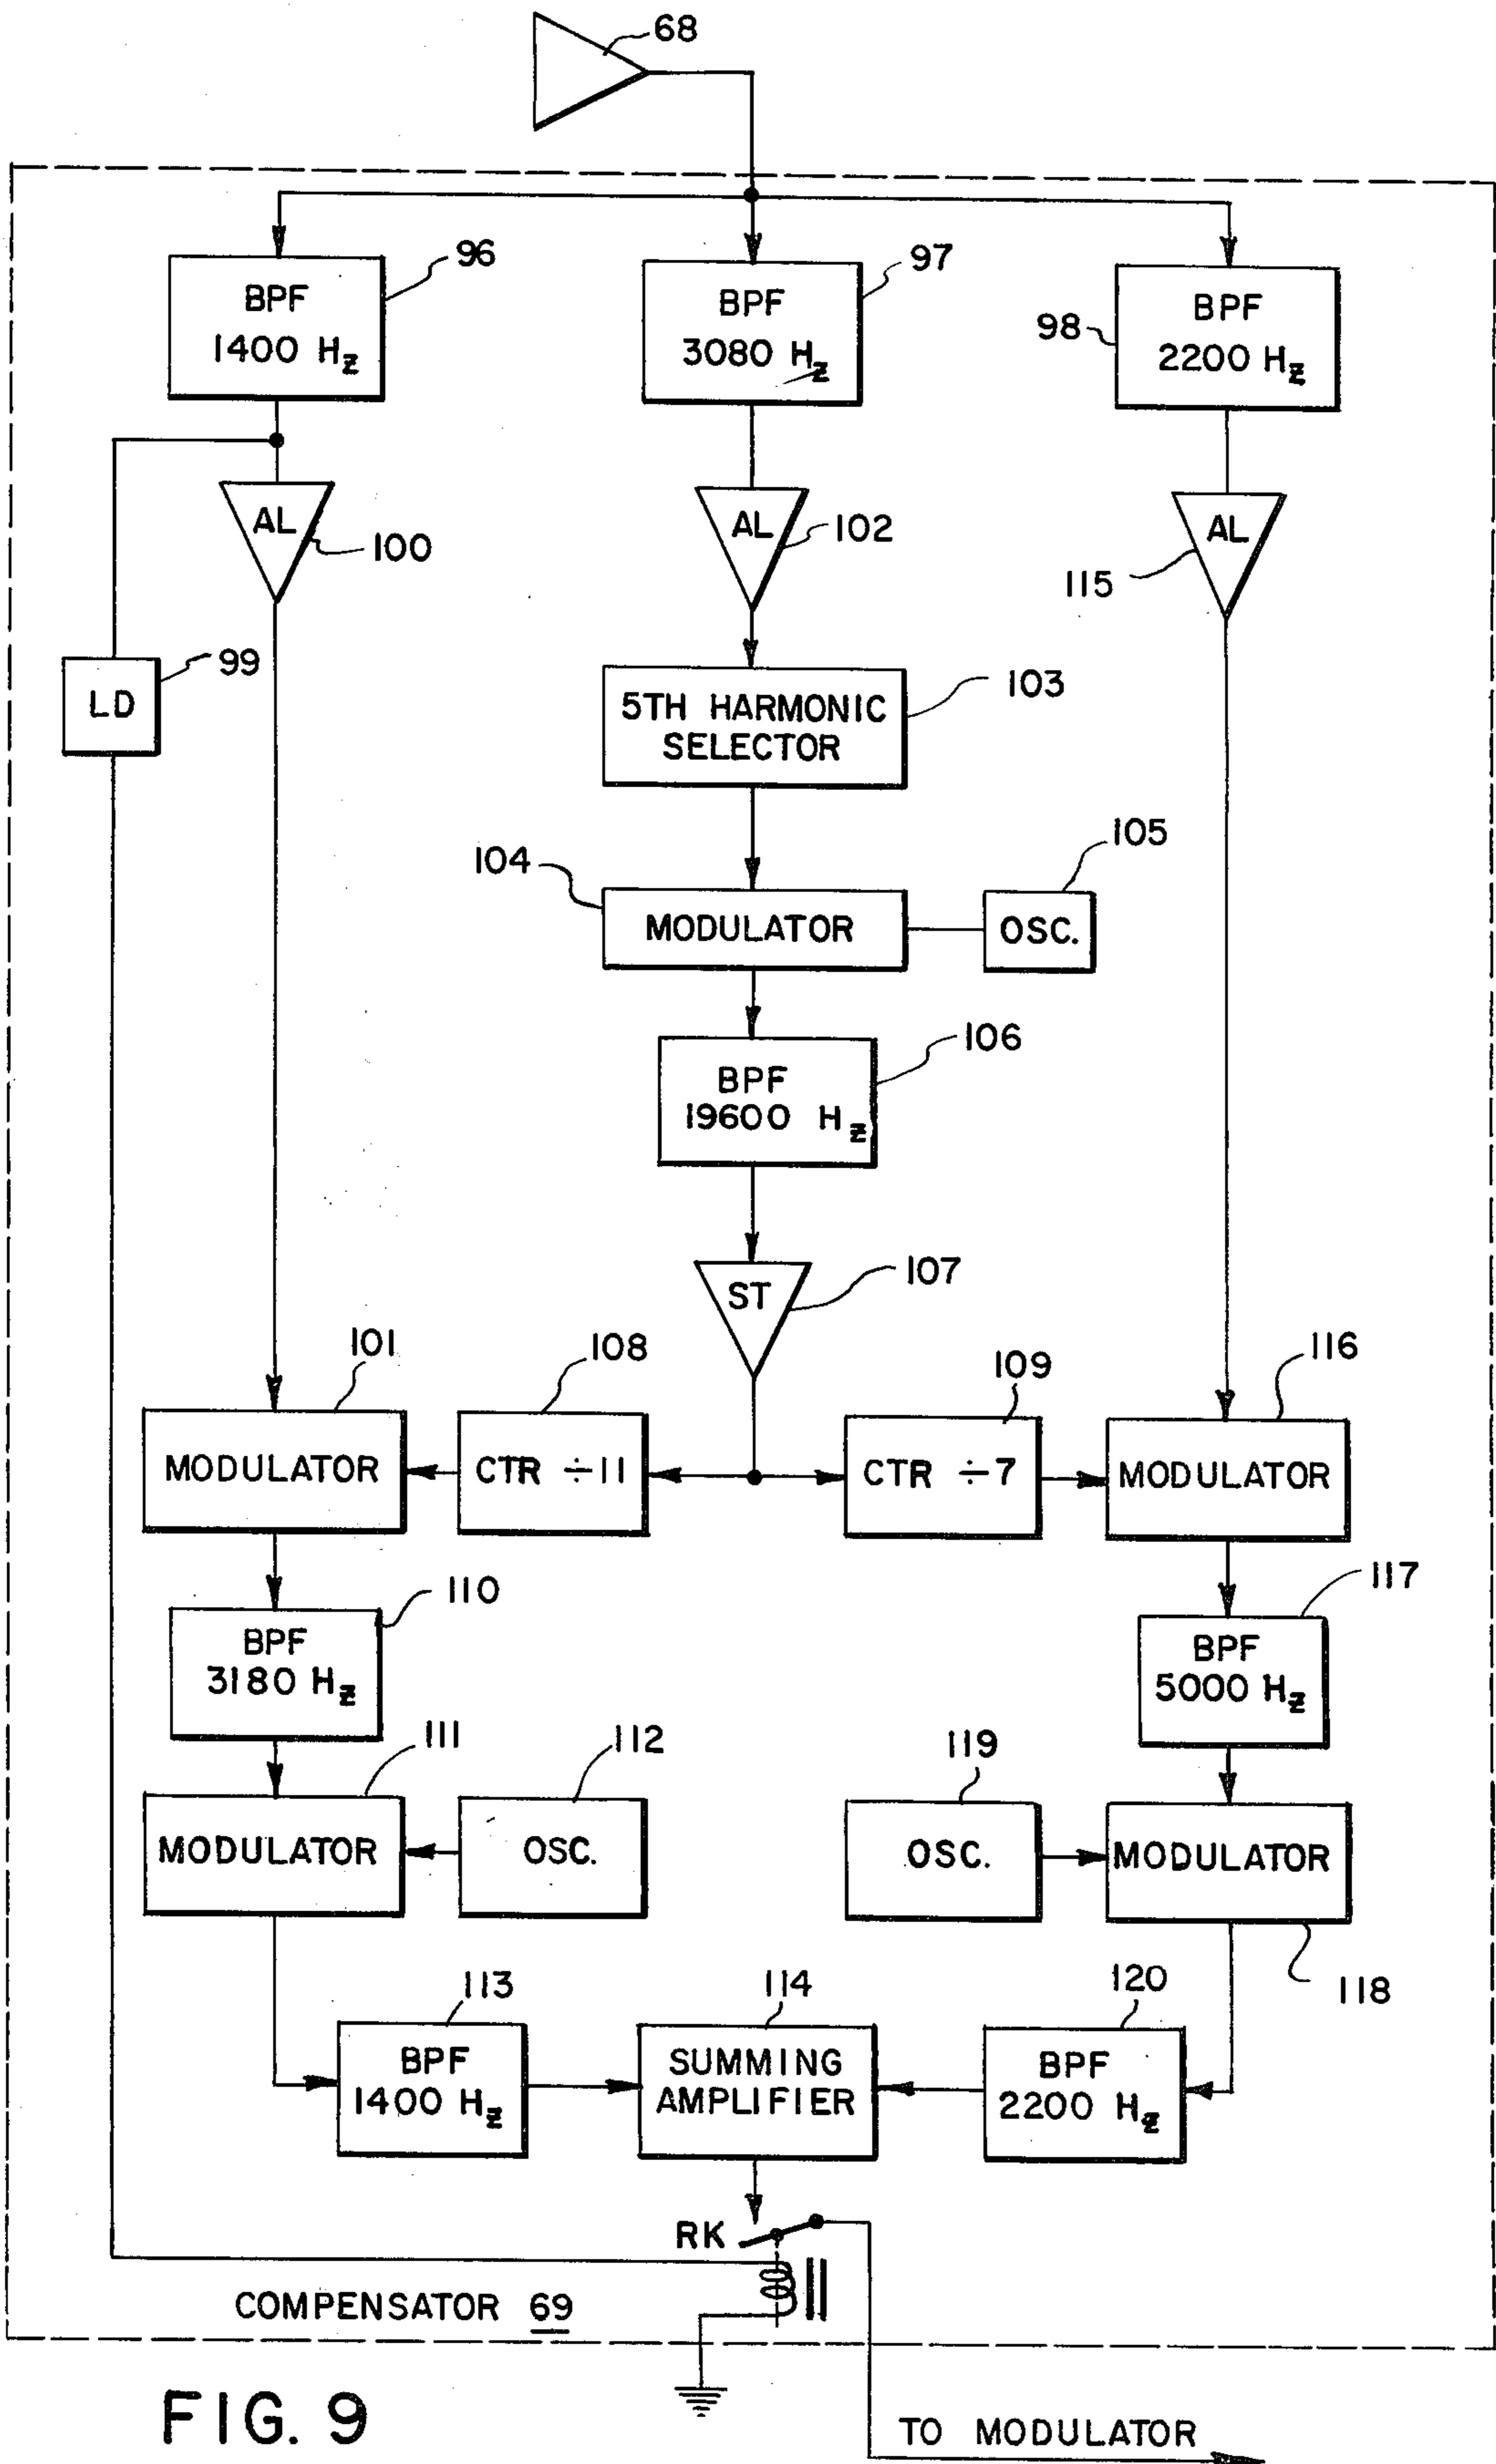 68
96
BPF
1400 Hz
97
BPF
3080 Hz
98
BPF
2200 Hz
AL
100
AL
102
AL
115
99
LD
5TH HARMONIC
SELECTOR
103
104
MODULATOR
105
OSC.
106
BPF
19600 Hz
ST
107
101
MODULATOR
108
CTR ÷11
109
CTR ÷7
116
MODULATOR
110
BPF
3180 Hz
117
BPF
5000 Hz
111
MODULATOR
112
OSC.
119
OSC.
MODULATOR
118
113
BPF
1400 Hz
114
SUMMING
AMPLIFIER
120
BPF
2200 Hz
RK
COMPENSATOR 69
FIG. 9
TO MODULATOR